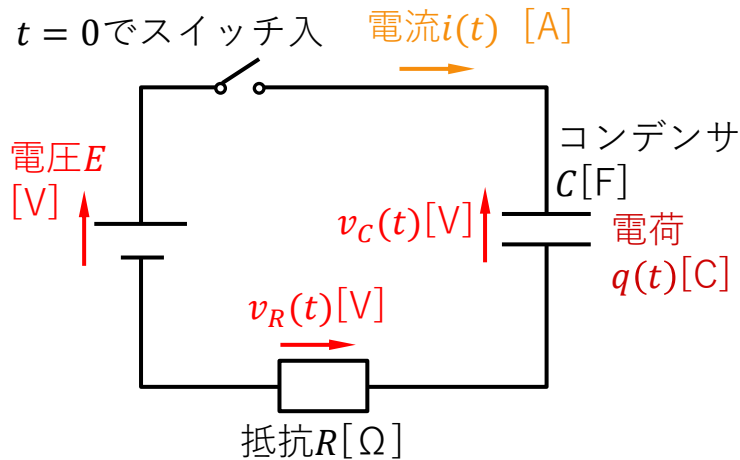 t = 0でスイッチ入
電流i(t) [A]
電圧E
[V]
コンデンサ
C[F]
v_C(t)[V]
電荷
q(t)[C]
v_R(t)[V]
抵抗R[Ω]